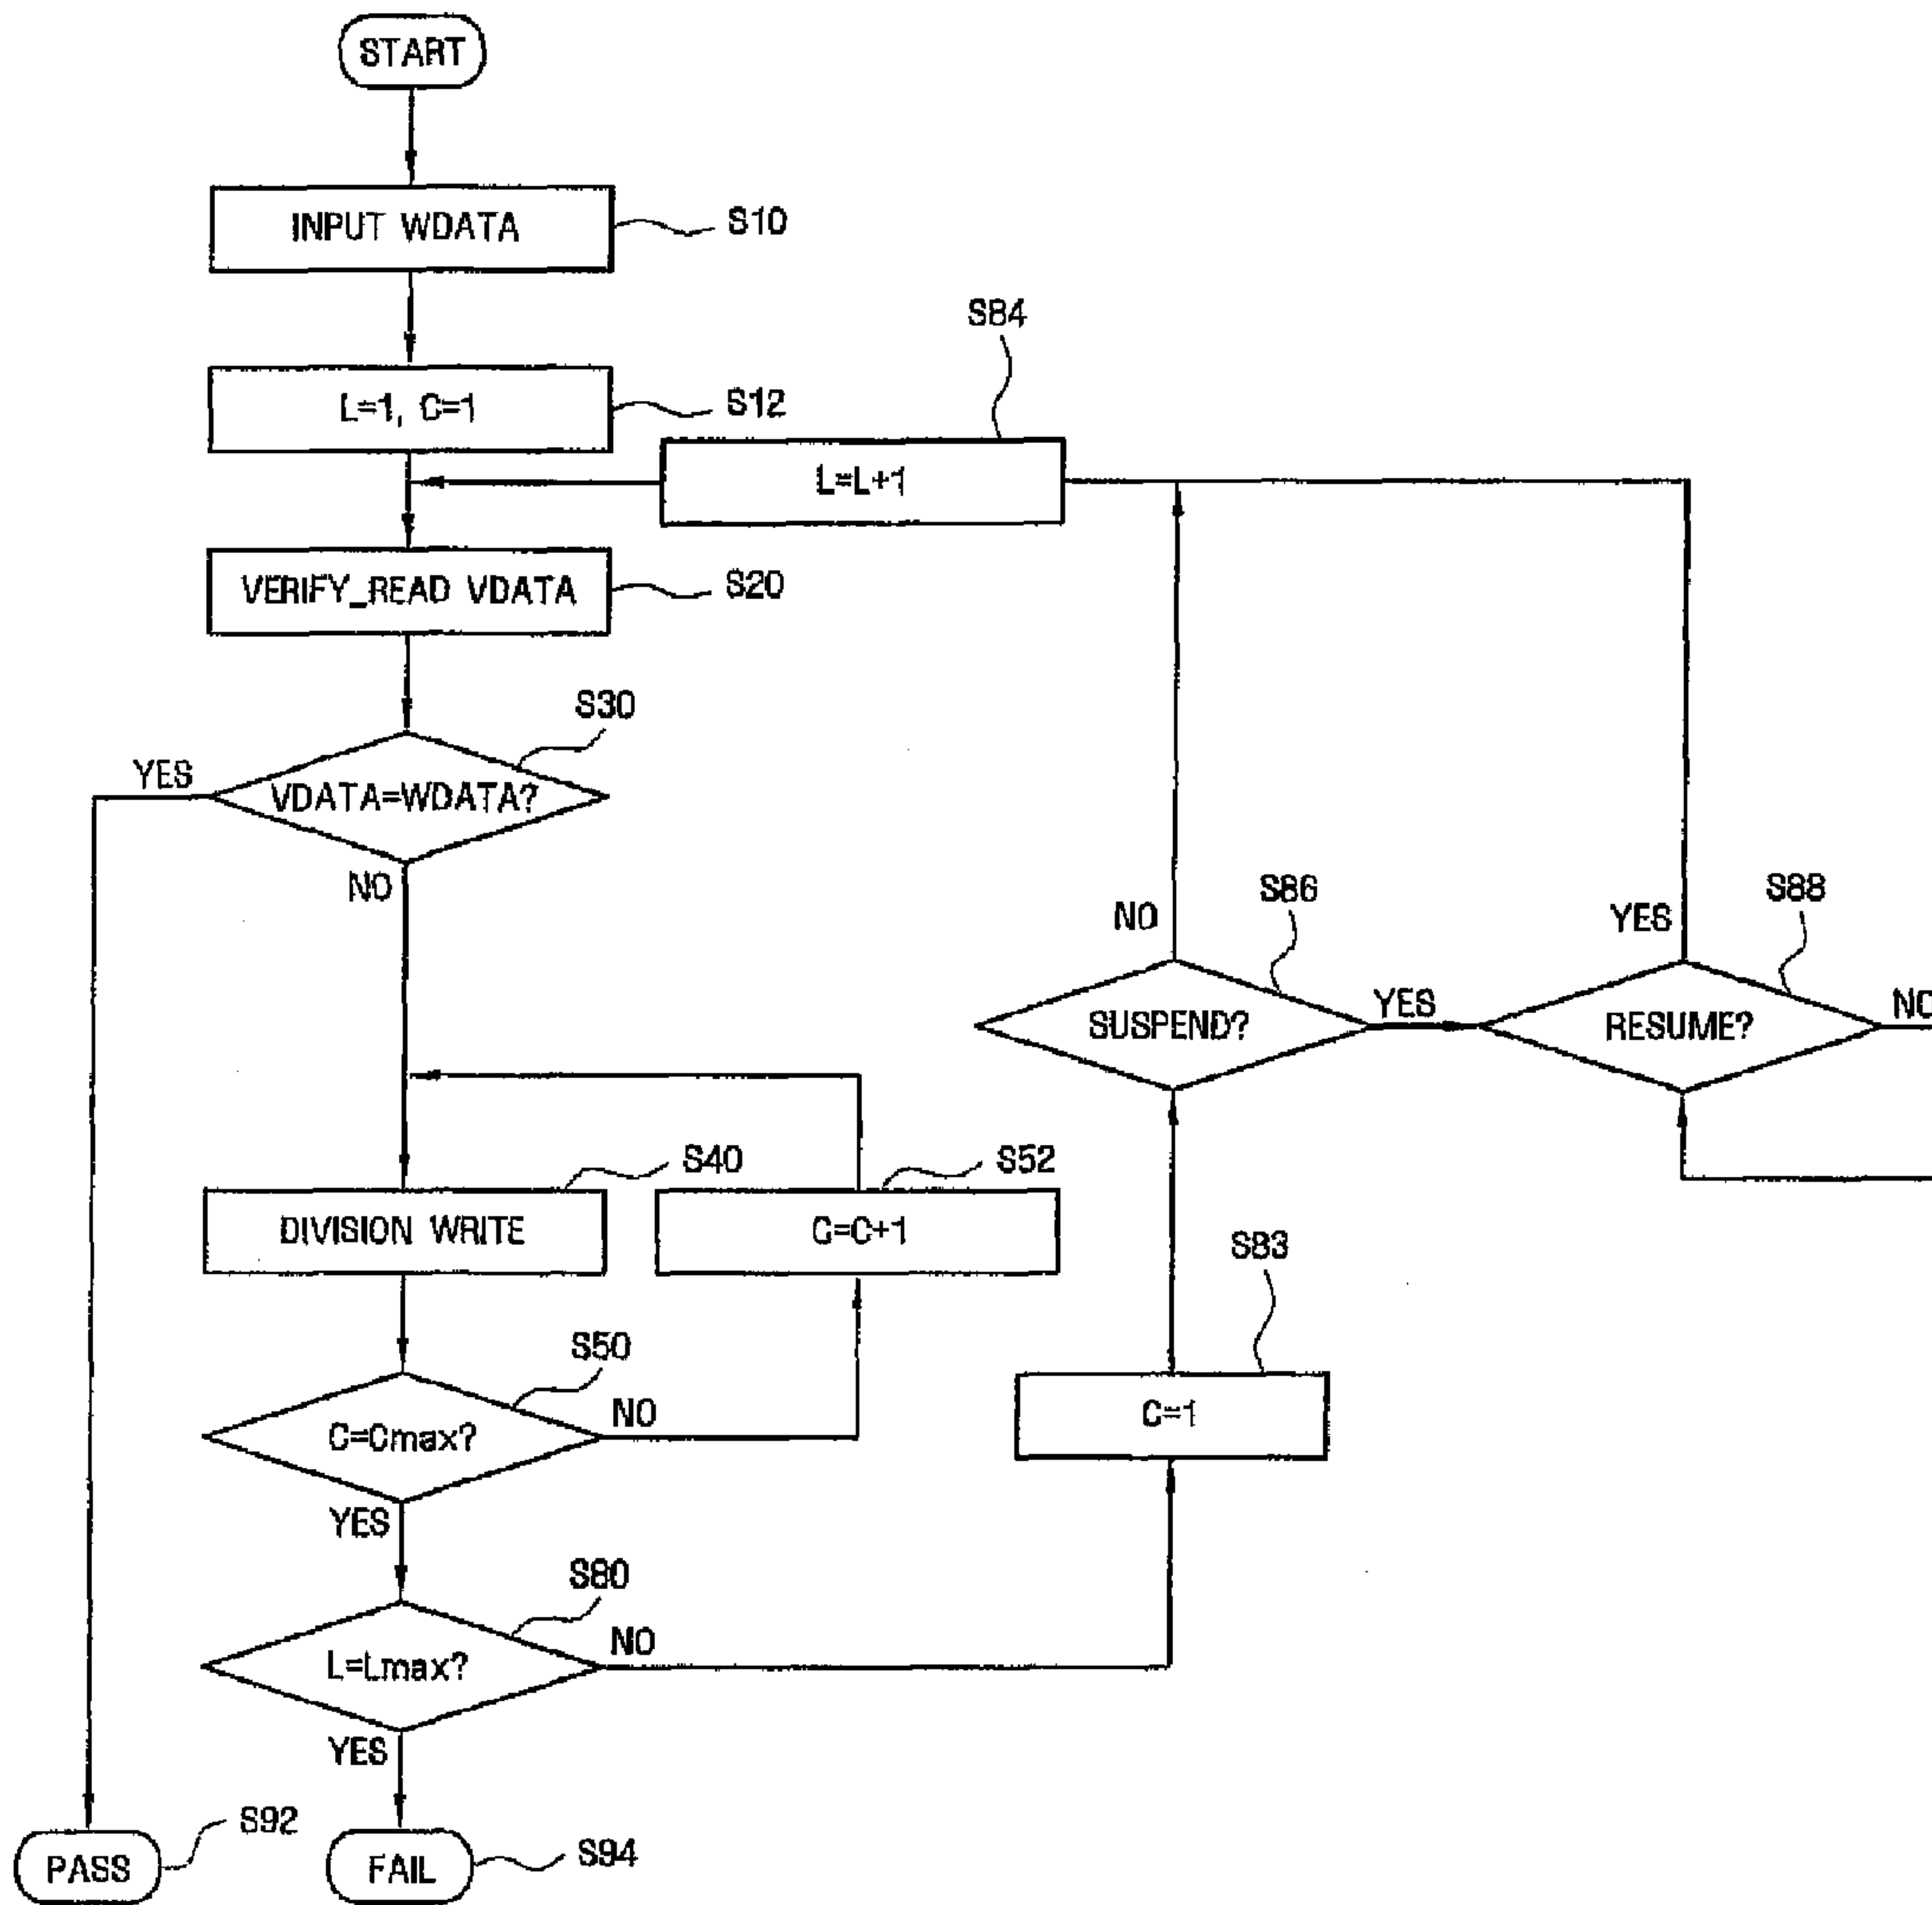 START
INPUT WDATA
S10
L=1, C=1
S12
S84
L=L+1
VERIFY_READ VDATA
S20
S30
YES
VDATA=WDATA?
NO
NO
S86
SUSPEND?
YES
YES
S88
RESUME?
NO
S40
DIVISION WRITE
S52
C=C+1
S50
C=Cmax?
NO
YES
S83
C=1
S80
L=Lmax?
NO
YES
PASS
S92
FAIL
S94